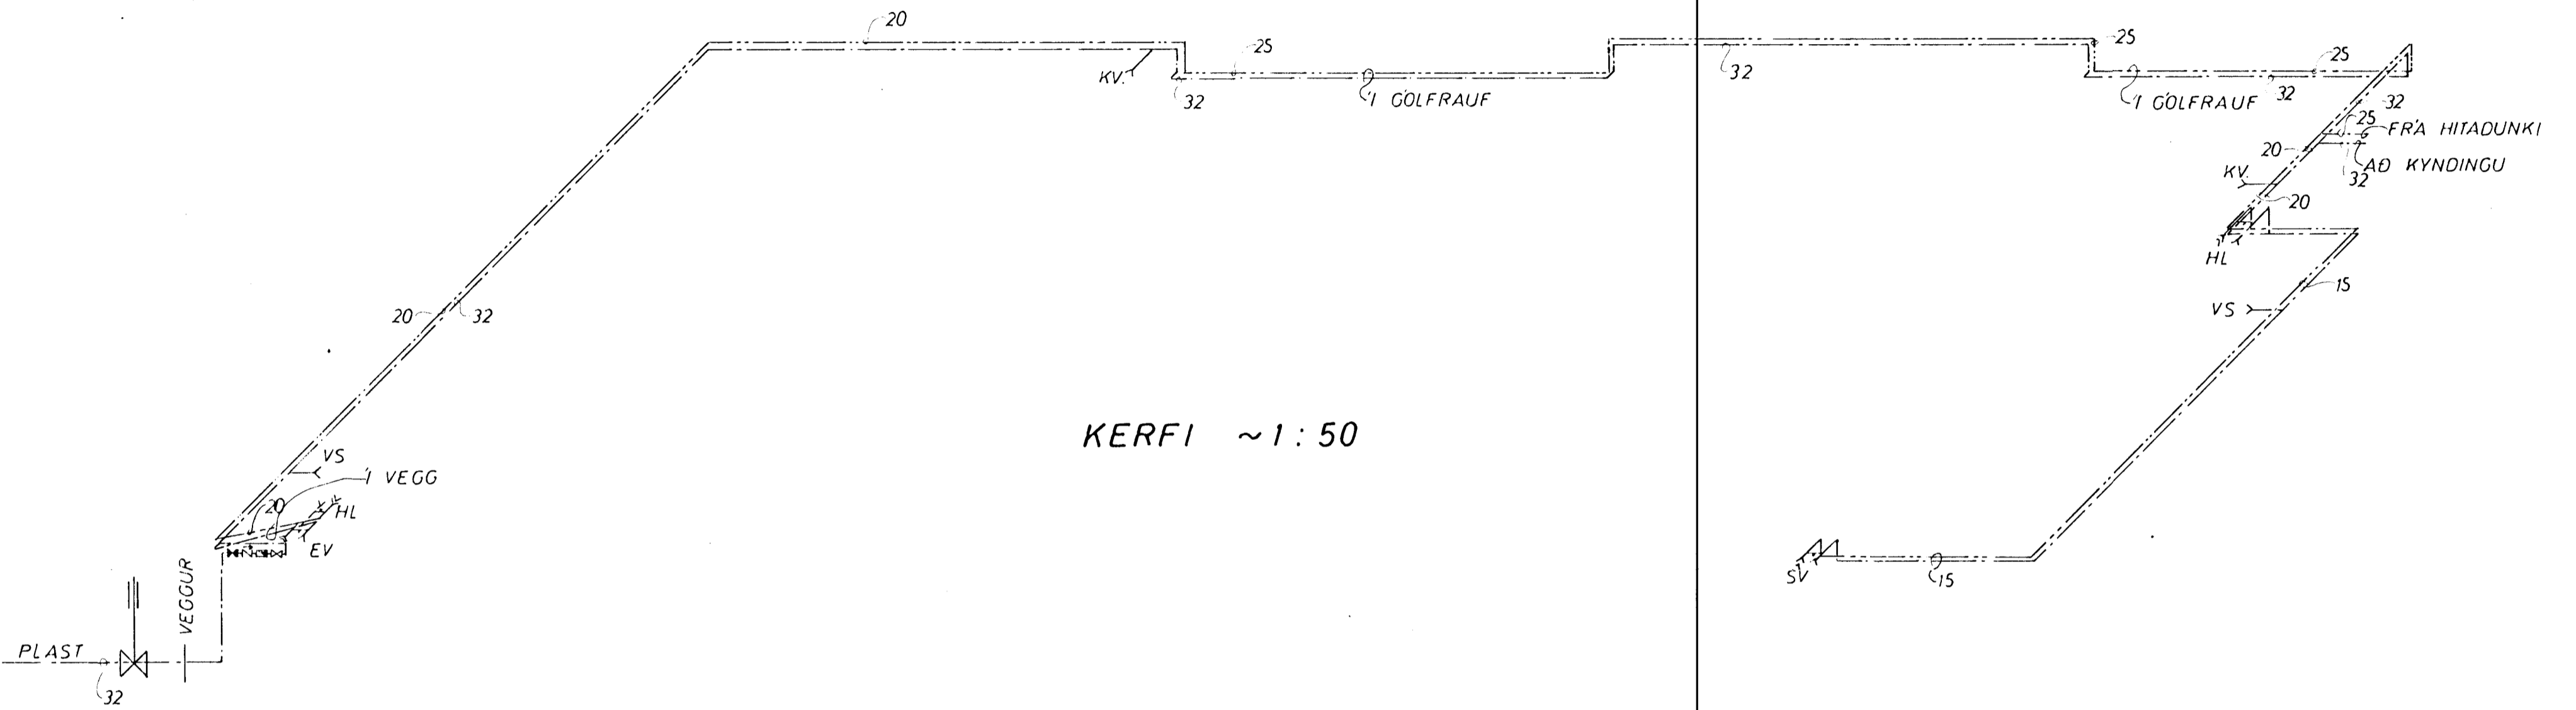 20
KV.
25
32
Í GÓLFRAUF
32
25
25
Í GÓLFRAUF
32
32
25
FRÁ HITADUNKI
20
32
AÐ KYNDINGU
KV.
20
HL
15
VS
20
32
KERFI ~1:50
VS
Í VEGG
20
HL
EV
VEGGUR
PLAST
32
SV
15